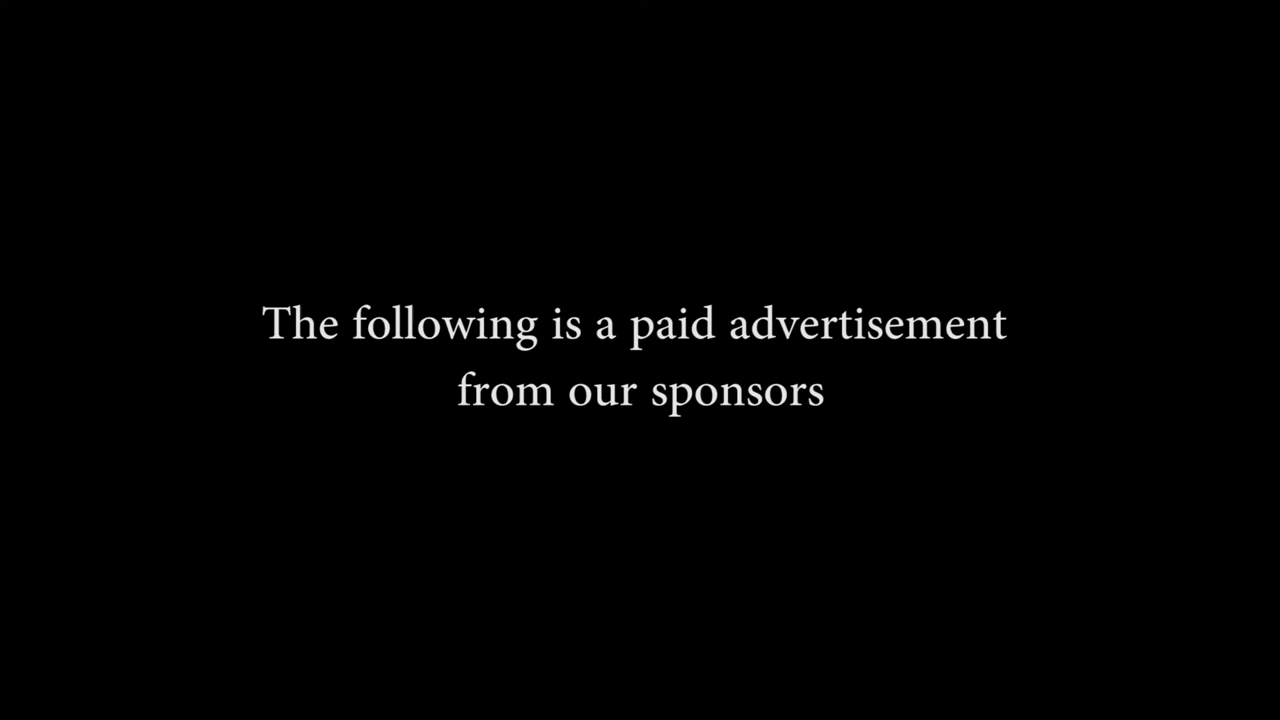 The following is a paid advertisement
from our sponsors